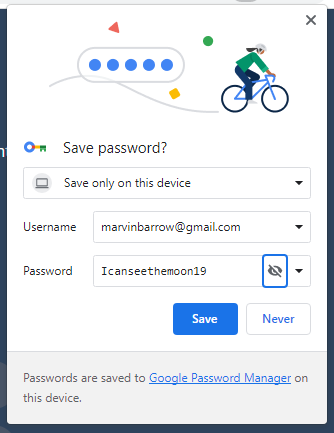 Save password?
Save only on this device
Username marvinbarrow@gmail.com
Password Icanseethemoon19
Save Never
Passwords are saved to Google Password Manager on
this device.